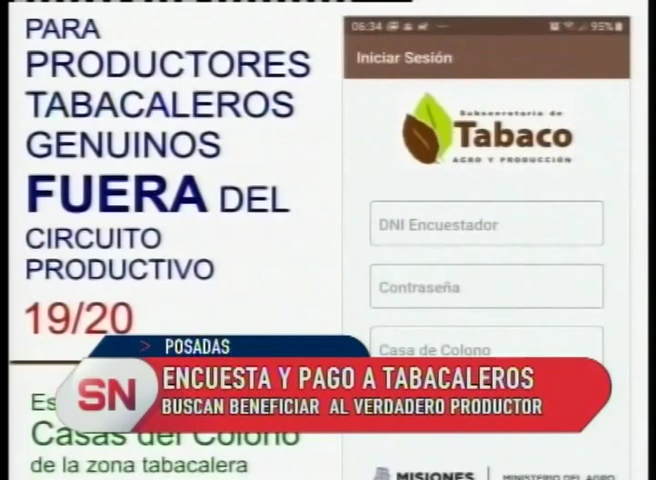 PARA
PRODUCTORES
TABACALEROS
GENUINOS
FUERA DEL
CIRCUITO
PRODUCTIVO
19/20
Es
Casas del Colono
de la zona tabacalera
06:34
95%
Iniciar Sesión
Subsecretaría de
Tabaco
AGRO Y PRODUCCIÓN
DNI Encuestador
Contraseña
Casa de Colono
MISIONES
MINISTERIO DEL AGRO
> POSADAS
SN
ENCUESTA Y PAGO A TABACALEROS
BUSCAN BENEFICIAR AL VERDADERO PRODUCTOR